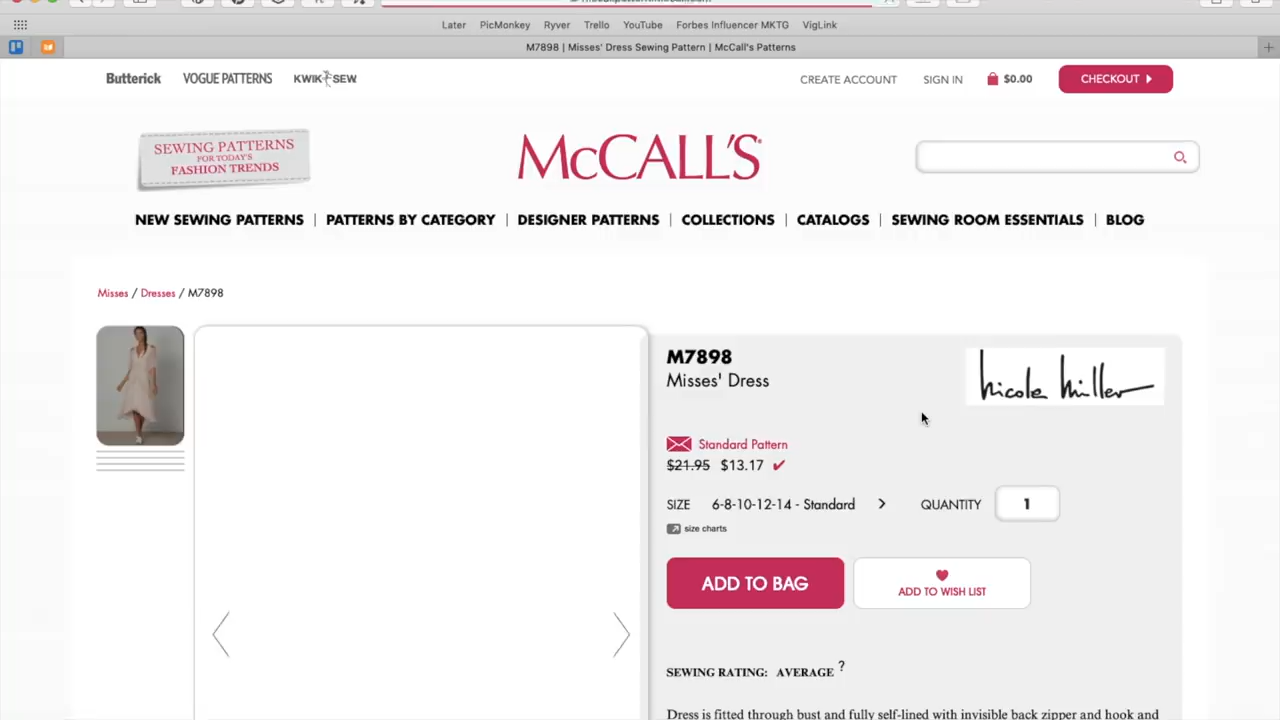 Later PicMonkey Ryver Trello YouTube Forbes Influencer MKTG VigLink
M7898 | Misses' Dress Sewing Pattern | McCall's Patterns
Butterick VOGUE PATTERNS KWIK SEW CREATE ACCOUNT SIGN IN $0.00 CHECKOUT
SEWING PATTERNS
FOR TODAY'S
FASHION TRENDS
McCALL'S
NEW SEWING PATTERNS | PATTERNS BY CATEGORY | DESIGNER PATTERNS | COLLECTIONS | CATALOGS | SEWING ROOM ESSENTIALS | BLOG
Misses / Dresses / M7898
M7898
Misses' Dress
nicole miller
Standard Pattern
$21.95 $13.17 ✔
SIZE 6-8-10-12-14 - Standard > QUANTITY 1
size charts
ADD TO BAG
ADD TO WISH LIST
SEWING RATING: AVERAGE ?
Dress is fitted through bust and fully self-lined with invisible back zipper and hook and